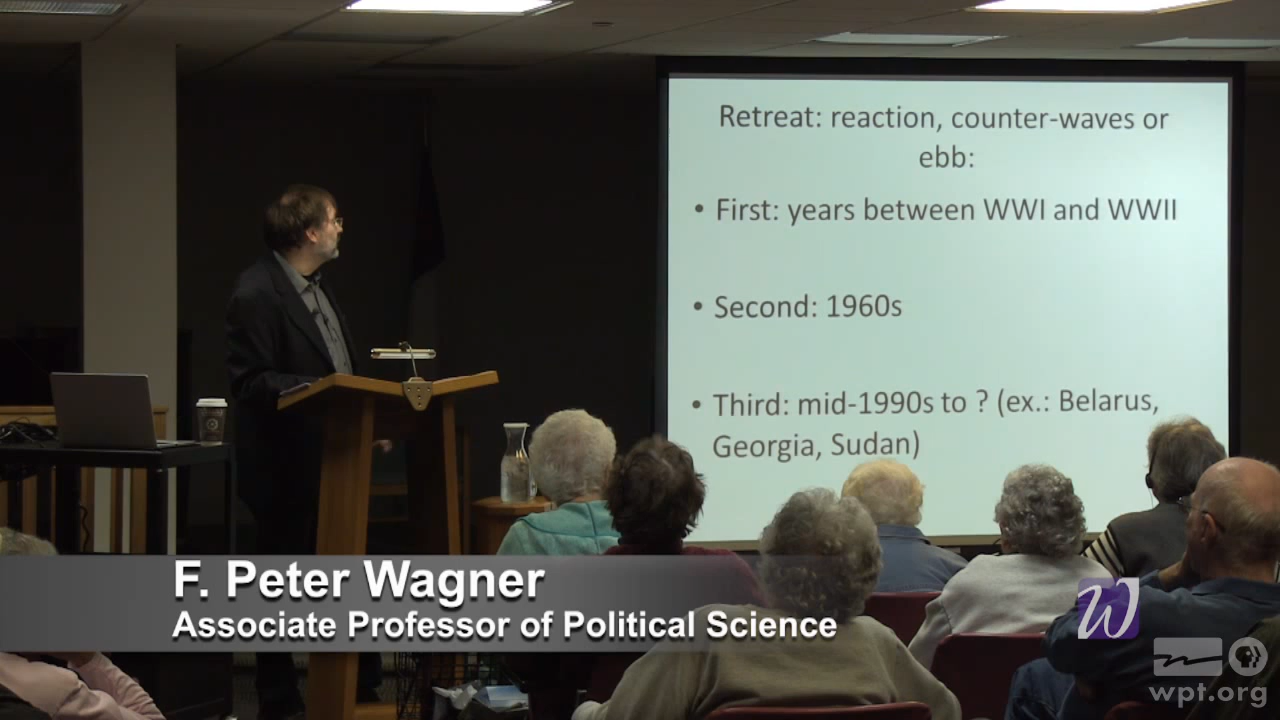 Retreat: reaction, counter-waves or
ebb:
• First: years between WWI and WWII
• Second: 1960s
• Third: mid-1990s to ? (ex.: Belarus,
Georgia, Sudan)
F. Peter Wagner
Associate Professor of Political Science
W
wpt.org